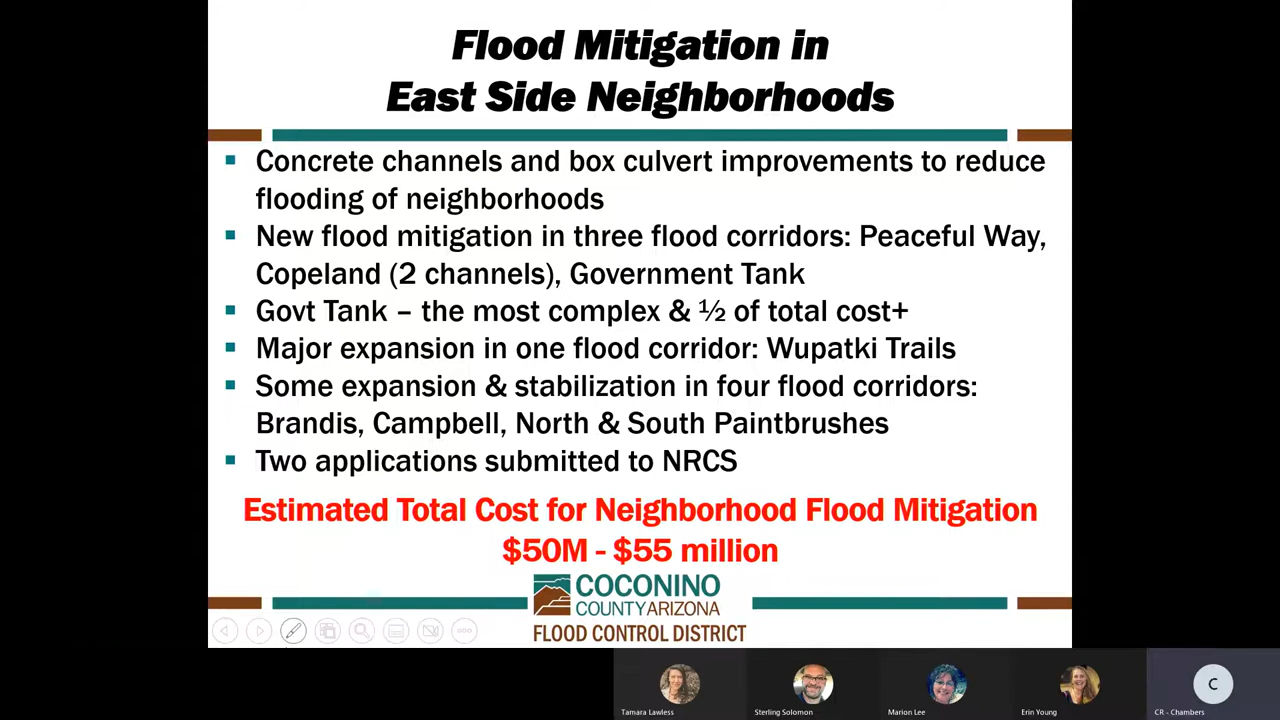 Flood Mitigation in
East Side Neighborhoods
Concrete channels and box culvert improvements to reduce
flooding of neighborhoods
New flood mitigation in three flood corridors: Peaceful Way,
Copeland (2 channels), Government Tank
Govt Tank – the most complex & ½ of total cost+
Major expansion in one flood corridor: Wupatki Trails
Some expansion & stabilization in four flood corridors:
Brandis, Campbell, North & South Paintbrushes
Two applications submitted to NRCS
Estimated Total Cost for Neighborhood Flood Mitigation
$50M - $55 million
COCONINO
COUNTY ARIZONA
FLOOD CONTROL DISTRICT
C
Tamara Lawless
Sterling Solomon
Marion Lee
Erin Young
CR - Chambers